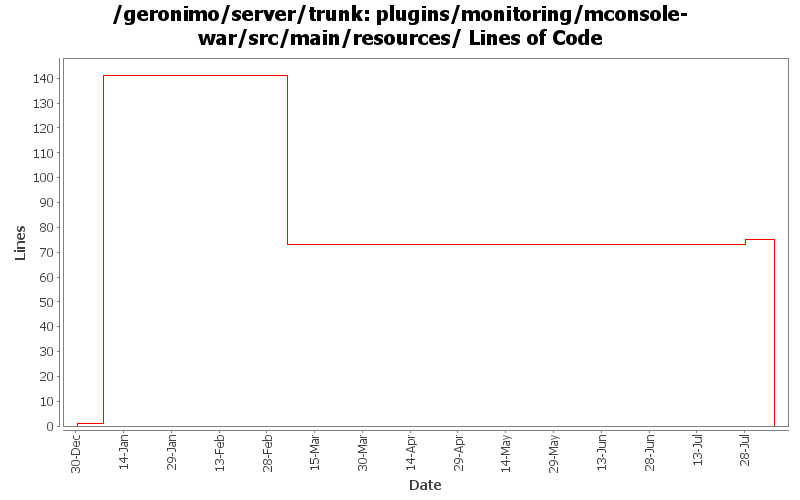 /geronimo/server/trunk: plugins/monitoring/mconsole-
war/src/main/resources/ Lines of Code
140
130
120
110
100
90
80
70
60
50
40
30
20
10
0
Lines
30-Dec
14-Jan
29-Jan
13-Feb
28-Feb
15-Mar
30-Mar
14-Apr
29-Apr
14-May
29-May
13-Jun
28-Jun
13-Jul
28-Jul
Date